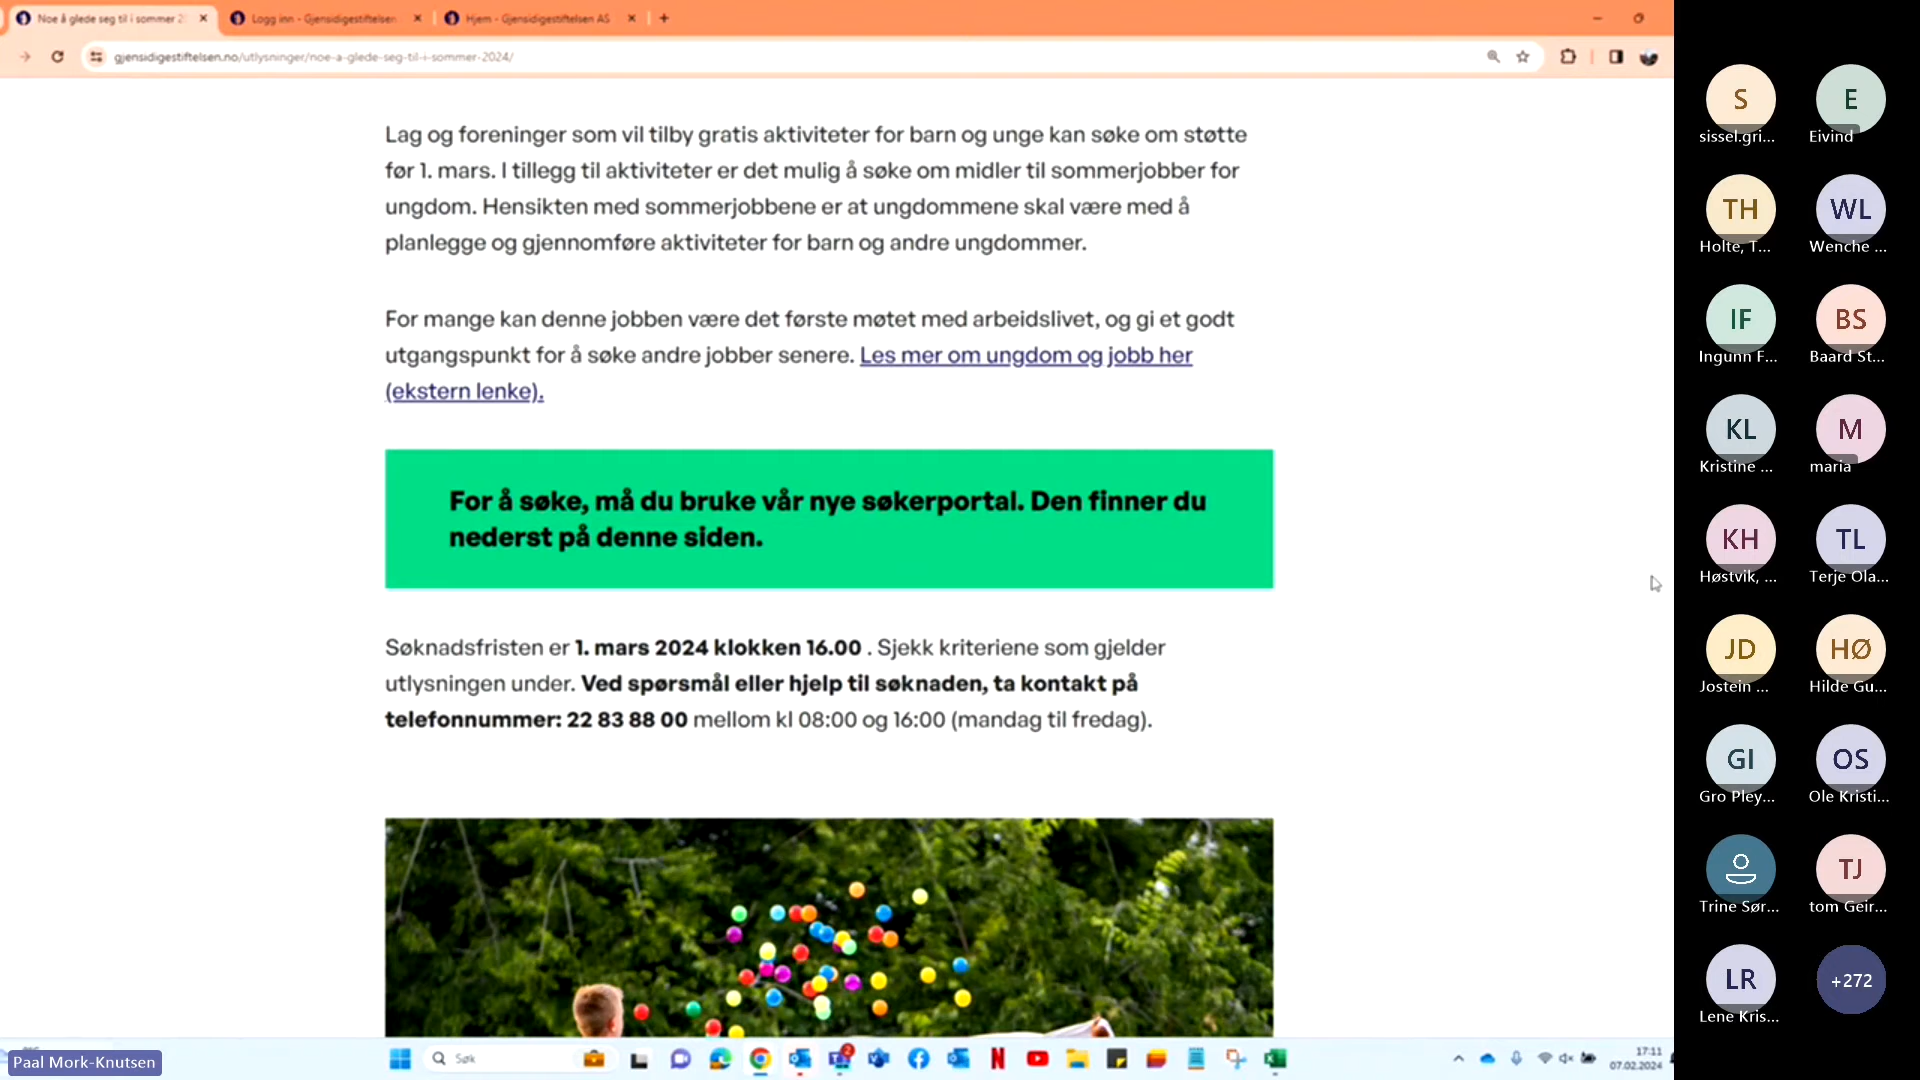 Noe å glede seg til i sommer 2
Logg inn - Gjensidigestiftelsen
Hjem - Gjensidigestiftelsen AS
gjensidigestiftelsen.no/utlysninger/noe-a-glede-seg-til-i-sommer-2024/
Lag og foreninger som vil tilby gratis aktiviteter for barn og unge kan søke om støtte
før 1. mars. I tillegg til aktiviteter er det mulig å søke om midler til sommerjobber for
ungdom. Hensikten med sommerjobbene er at ungdommene skal være med å
planlegge og gjennomføre aktiviteter for barn og andre ungdommer.
For mange kan denne jobben være det første møtet med arbeidslivet, og gi et godt
utgangspunkt for å søke andre jobber senere. Les mer om ungdom og jobb her
(ekstern lenke).
For å søke, må du bruke vår nye søkerportal. Den finner du
nederst på denne siden.
Søknadsfristen er 1. mars 2024 klokken 16.00 . Sjekk kriteriene som gjelder
utlysningen under. Ved spørsmål eller hjelp til søknaden, ta kontakt på
telefonnummer: 22 83 88 00 mellom kl 08:00 og 16:00 (mandag til fredag).
Paal Mork-Knutsen
Søk
2
17:11
07.02.2024
S
sissel.gri...
E
Eivind
TH
Holte, T...
WL
Wenche ...
IF
Ingunn F...
BS
Baard St...
KL
Kristine ...
M
maria
KH
Høstvik, ...
TL
Terje Ola...
JD
Jostein ...
HØ
Hilde Gu...
GI
Gro Pley...
OS
Ole Kristi...
Trine Sør...
TJ
tom Geir...
LR
Lene Kris...
+272